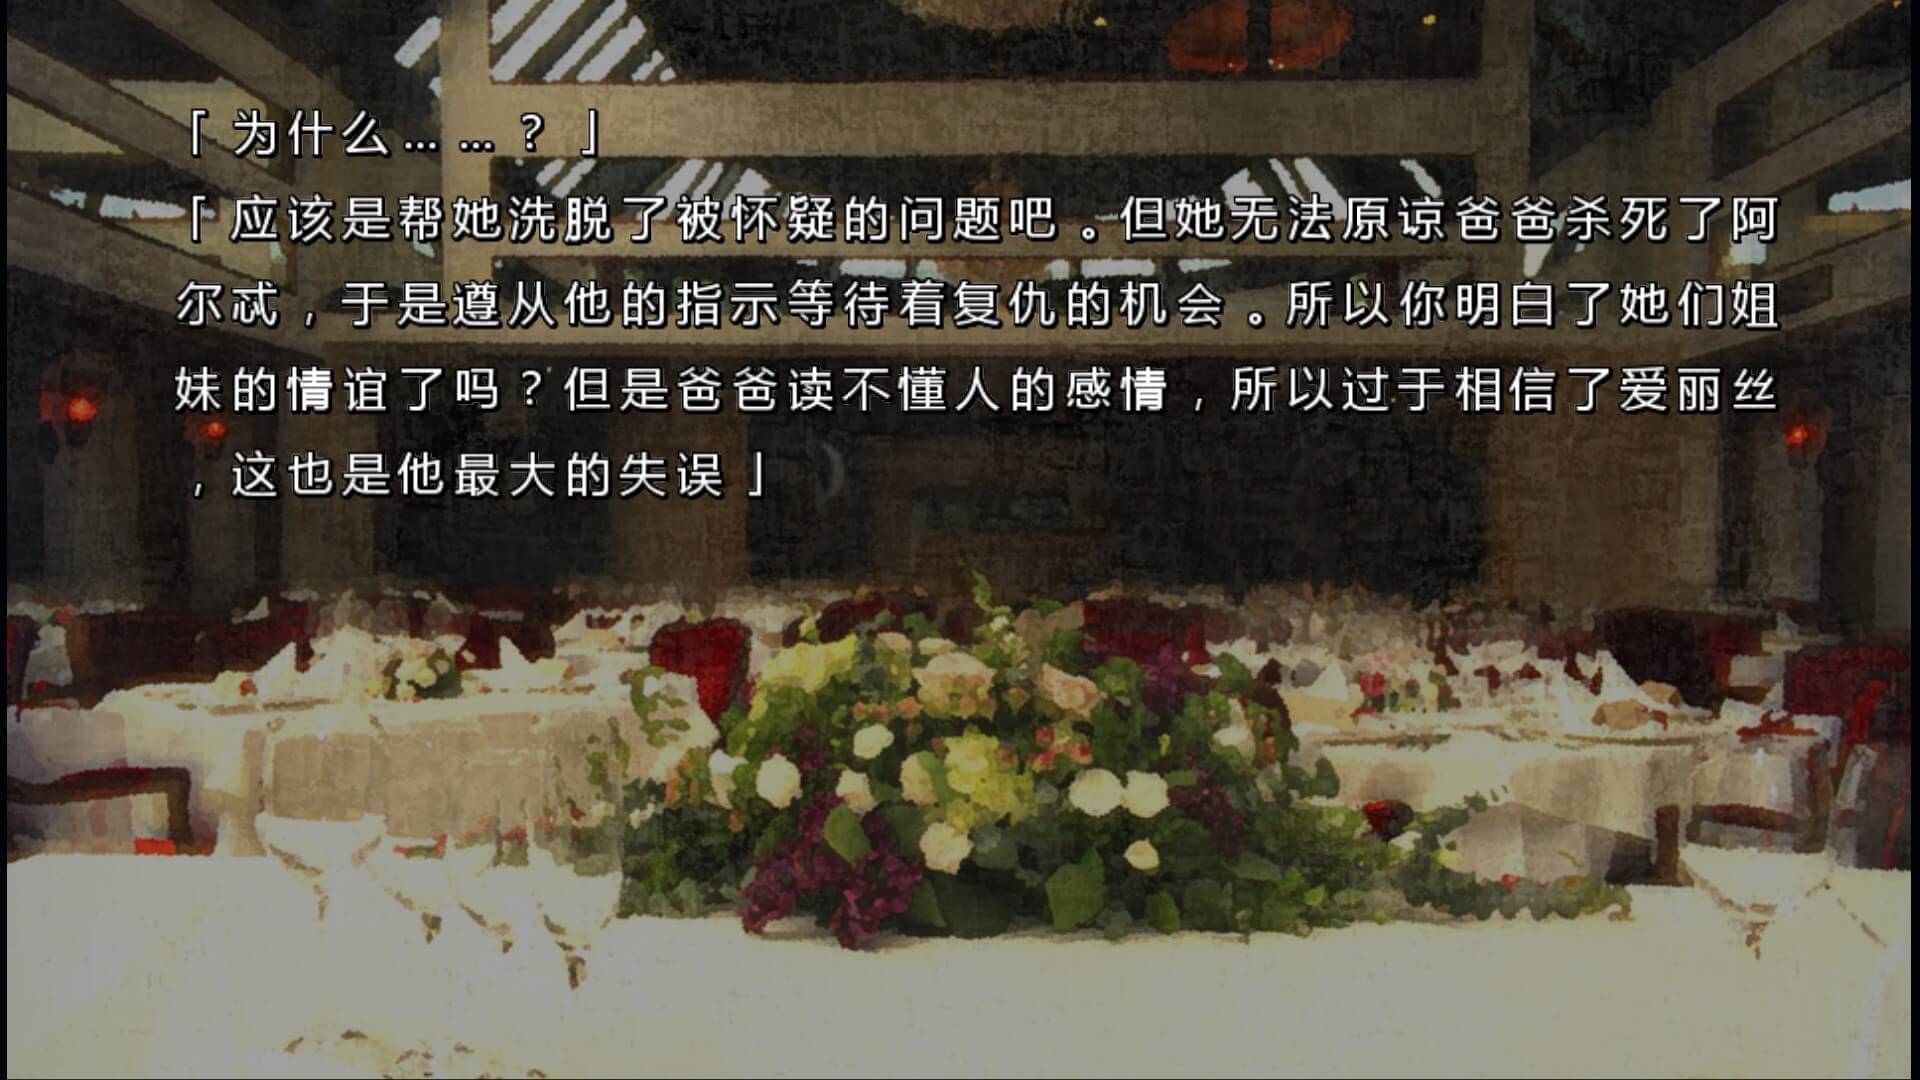 「为什么……?」
「应该是帮她洗脱了被怀疑的问题吧。但她无法原谅爸爸杀死了阿
尔忒，于是遵从他的指示等待着复仇的机会。所以你明白了她们姐
妹的情谊了吗?但是爸爸读不懂人的感情，所以过于相信了爱丽丝
，这也是他最大的失误」